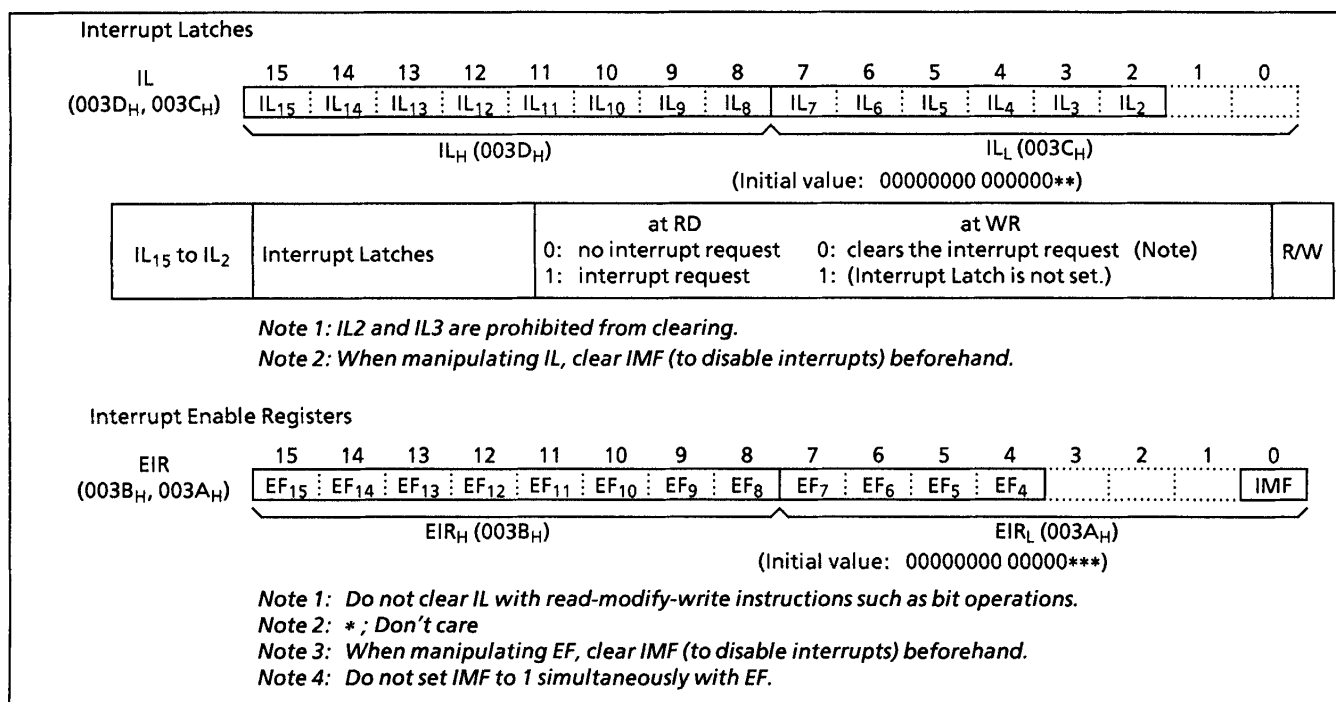 Interrupt Latches
15 14 13 12 11 10 9 8 7 6 5 4 3 2 1 0
IL
(003DH, 003CH)
IL15 IL14 IL13 IL12 IL11 IL10 IL9 IL8 IL7 IL6 IL5 IL4 IL3 IL2
ILH (003DH) ILL (003CH)
(Initial value: 00000000 000000**)
at RD at WR
IL15 to IL2 Interrupt Latches 0: no interrupt request 0: clears the interrupt request (Note) R/W
1: interrupt request 1: (Interrupt Latch is not set.)
Note 1: IL2 and IL3 are prohibited from clearing.
Note 2: When manipulating IL, clear IMF (to disable interrupts) beforehand.
Interrupt Enable Registers
15 14 13 12 11 10 9 8 7 6 5 4 3 2 1 0
EIR
(003BH, 003AH)
EF15 EF14 EF13 EF12 EF11 EF10 EF9 EF8 EF7 EF6 EF5 EF4 IMF
EIRH (003BH) EIRL (003AH)
(Initial value: 00000000 00000***)
Note 1: Do not clear IL with read-modify-write instructions such as bit operations.
Note 2: * ; Don't care
Note 3: When manipulating EF, clear IMF (to disable interrupts) beforehand.
Note 4: Do not set IMF to 1 simultaneously with EF.